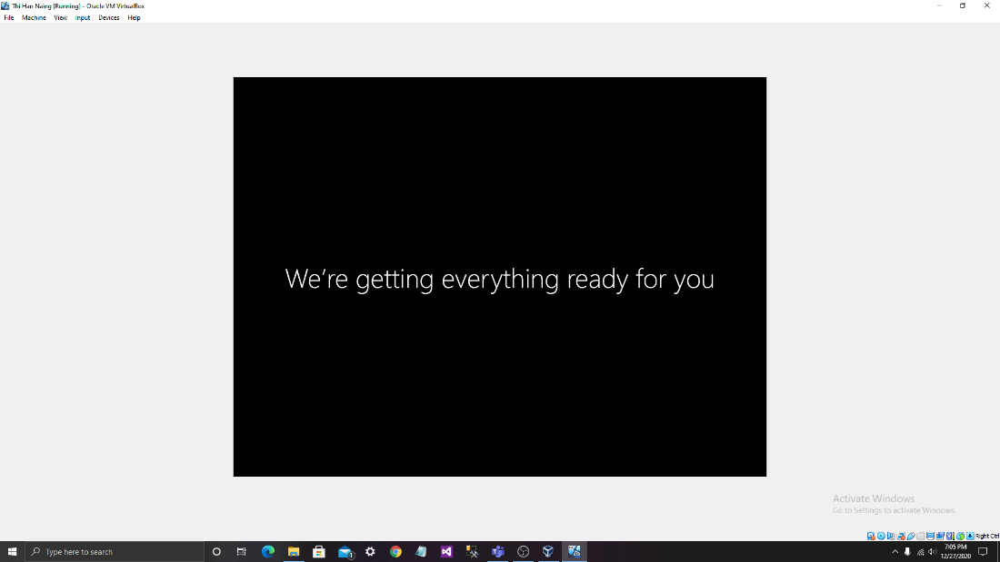 Thi Han Naing [Running] - Oracle VM VirtualBox
File Machine View Input Devices Help
We're getting everything ready for you
Activate Windows
Go to Settings to activate Windows.
Right Ctrl
Type here to search
1
7:05 PM
12/27/2020